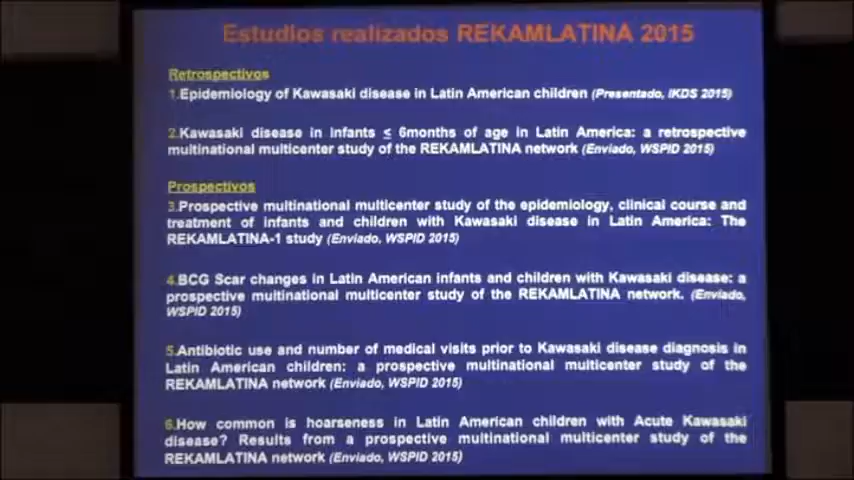 Estudios realizados REKAMLATINA 2015
Retrospectivos
1.Epidemiology of Kawasaki disease in Latin American children (Presentado, IKDS 2015)
2.Kawasaki disease in infants ≤ 6months of age in Latin America: a retrospective
multinational multicenter study of the REKAMLATINA network (Enviado, WSPID 2015)
Prospectivos
3.Prospective multinational multicenter study of the epidemiology, clinical course and
treatment of infants and children with Kawasaki disease in Latin America: The
REKAMLATINA-1 study (Enviado, WSPID 2015)
4.BCG Scar changes in Latin American infants and children with Kawasaki disease: a
prospective multinational multicenter study of the REKAMLATINA network. (Enviado,
WSPID 2015)
5.Antibiotic use and number of medical visits prior to Kawasaki disease diagnosis in
Latin American children: a prospective multinational multicenter study of the
REKAMLATINA network (Enviado, WSPID 2015)
6.How common is hoarseness in Latin American children with Acute Kawasaki
disease? Results from a prospective multinational multicenter study of the
REKAMLATINA network (Enviado, WSPID 2015)